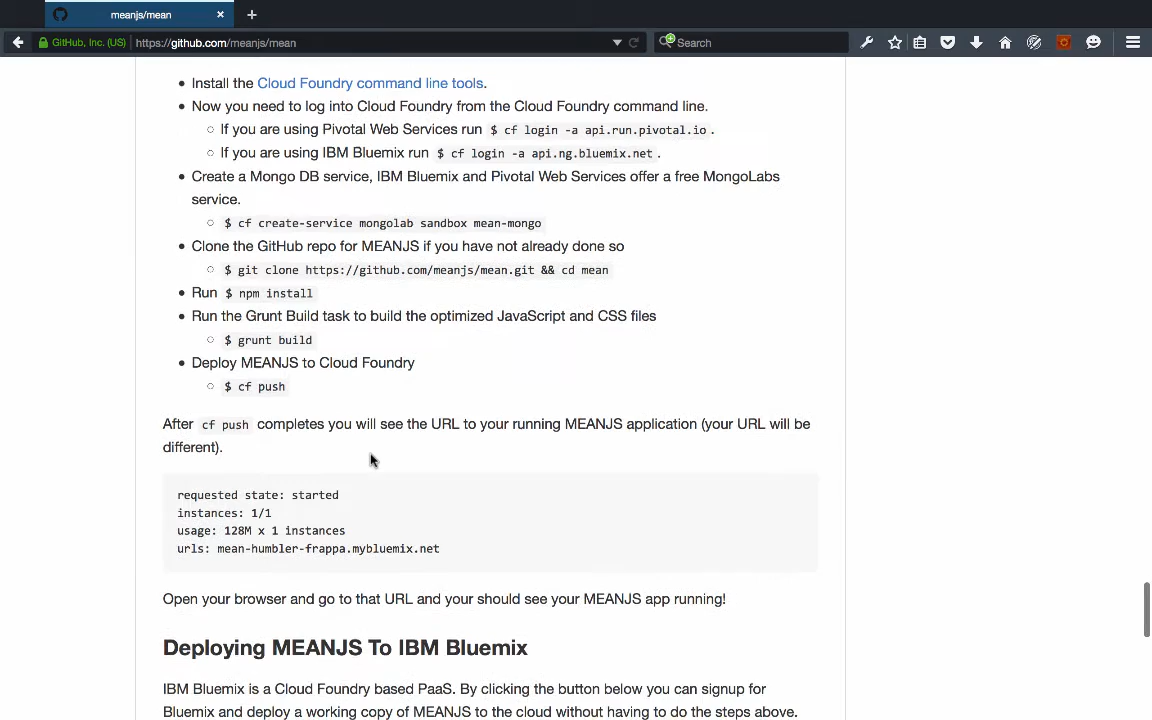 meanjs/mean
GitHub, Inc. (US) https://github.com/meanjs/mean Search
Install the Cloud Foundry command line tools.
Now you need to log into Cloud Foundry from the Cloud Foundry command line.
If you are using Pivotal Web Services run $ cf login -a api.run.pivotal.io .
If you are using IBM Bluemix run $ cf login -a api.ng.bluemix.net .
Create a Mongo DB service, IBM Bluemix and Pivotal Web Services offer a free MongoLabs
service.
$ cf create-service mongolab sandbox mean-mongo
Clone the GitHub repo for MEANJS if you have not already done so
$ git clone https://github.com/meanjs/mean.git && cd mean
Run $ npm install
Run the Grunt Build task to build the optimized JavaScript and CSS files
$ grunt build
Deploy MEANJS to Cloud Foundry
$ cf push
After cf push completes you will see the URL to your running MEANJS application (your URL will be
different).
requested state: started
instances: 1/1
usage: 128M x 1 instances
urls: mean-humbler-frappa.mybluemix.net
Open your browser and go to that URL and your should see your MEANJS app running!
Deploying MEANJS To IBM Bluemix
IBM Bluemix is a Cloud Foundry based PaaS. By clicking the button below you can signup for
Bluemix and deploy a working copy of MEANJS to the cloud without having to do the steps above.